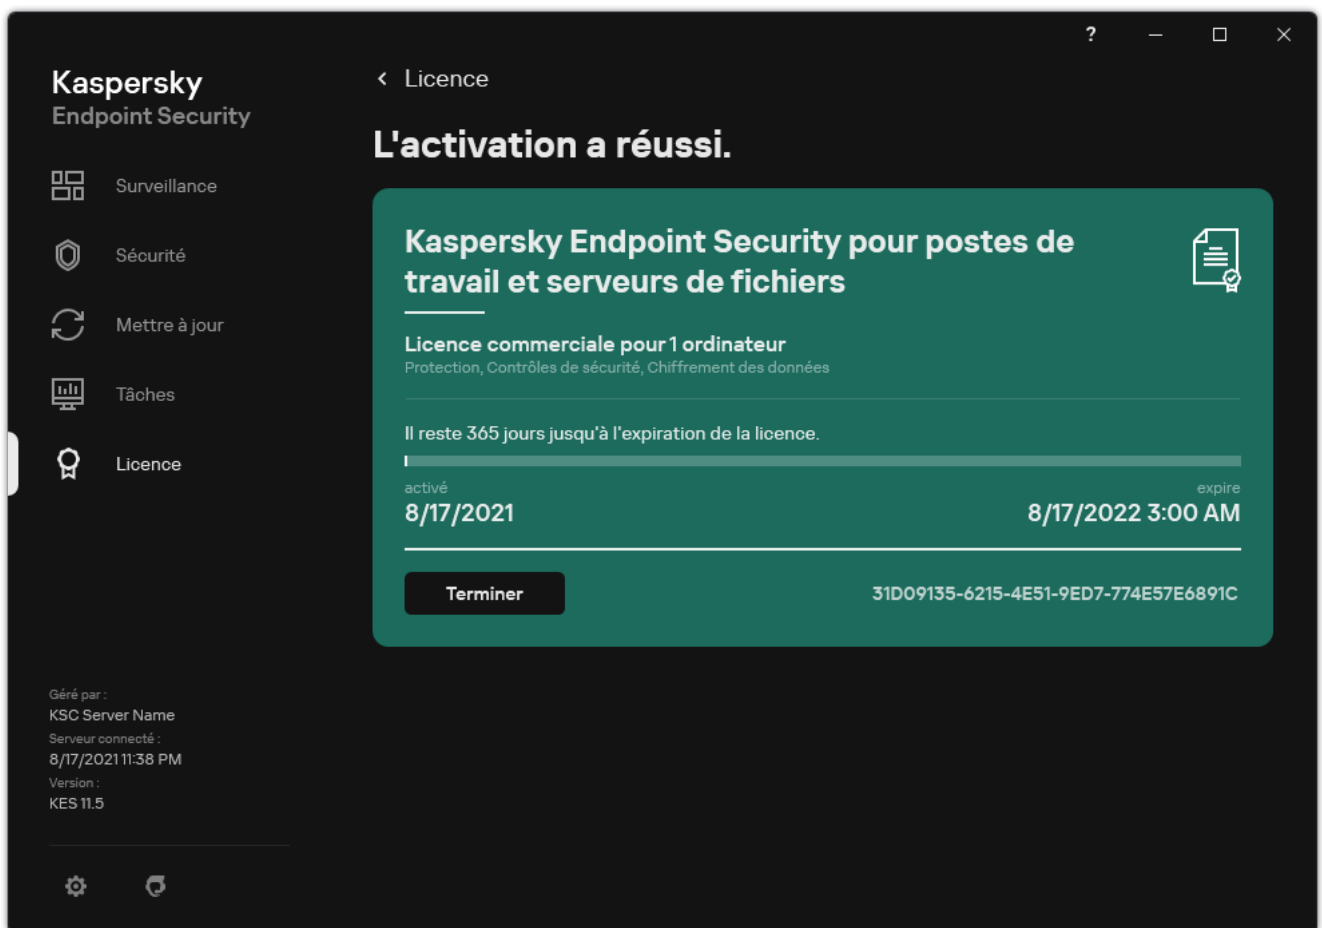 ?
Kaspersky
Endpoint Security
Surveillance
Sécurité
Mettre à jour
Tâches
Licence
Géré par :
KSC Server Name
Serveur connecté :
8/17/2021 11:38 PM
Version :
KES 11.5
Licence
L'activation a réussi.
Kaspersky Endpoint Security pour postes de
travail et serveurs de fichiers
Licence commerciale pour 1 ordinateur
Protection, Contrôles de sécurité, Chiffrement des données
Il reste 365 jours jusqu'à l'expiration de la licence.
activé expire
8/17/2021 8/17/2022 3:00 AM
Terminer 31D09135-6215-4E51-9ED7-774E57E6891C